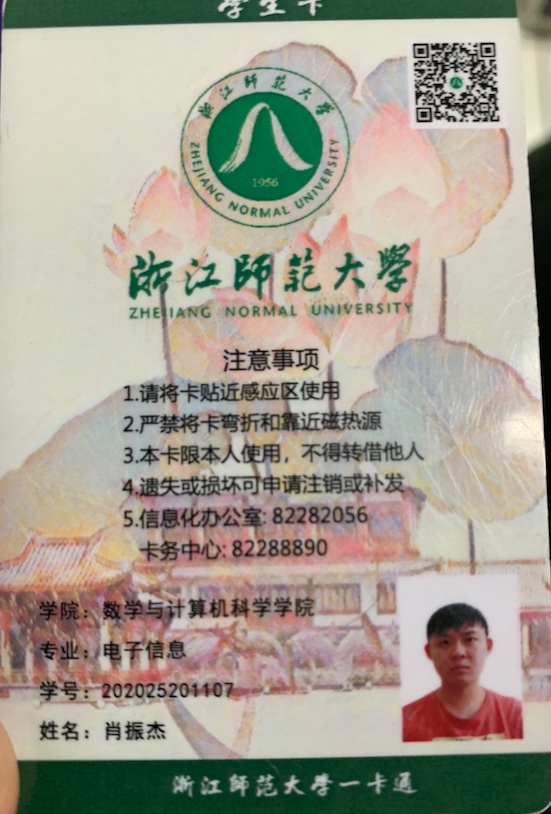 学生卡
浙江师范大学
ZHEJIANG NORMAL UNIVERSITY
1956
浙江師范大學
ZHEJIANG NORMAL UNIVERSITY
注意事项
1.请将卡贴近感应区使用
2.严禁将卡弯折和靠近磁热源
3.本卡限本人使用，不得转借他人
4.遗失或损坏可申请注销或补发
5.信息化办公室: 82282056
卡务中心: 82288890
学院：数学与计算机科学学院
专业：电子信息
学号：202025201107
姓名：肖振杰
浙江師范大學一卡通